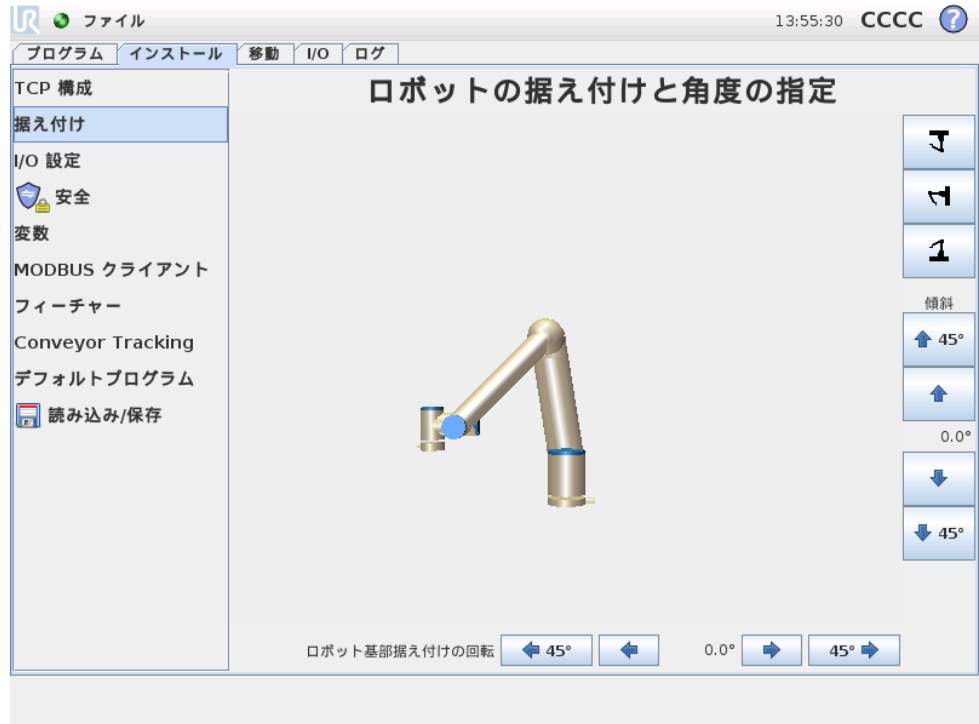 UR ファイル 13:55:30 CCCC ?
プログラム インストール 移動 I/O ログ
TCP 構成
ロボットの据え付けと角度の指定
据え付け
I/O 設定
安全
変数
MODBUS クライアント
フィーチャー
Conveyor Tracking
デフォルトプログラム
読み込み/保存
傾斜
45°
0.0°
45°
ロボット基部据え付けの回転 45° 0.0° 45°